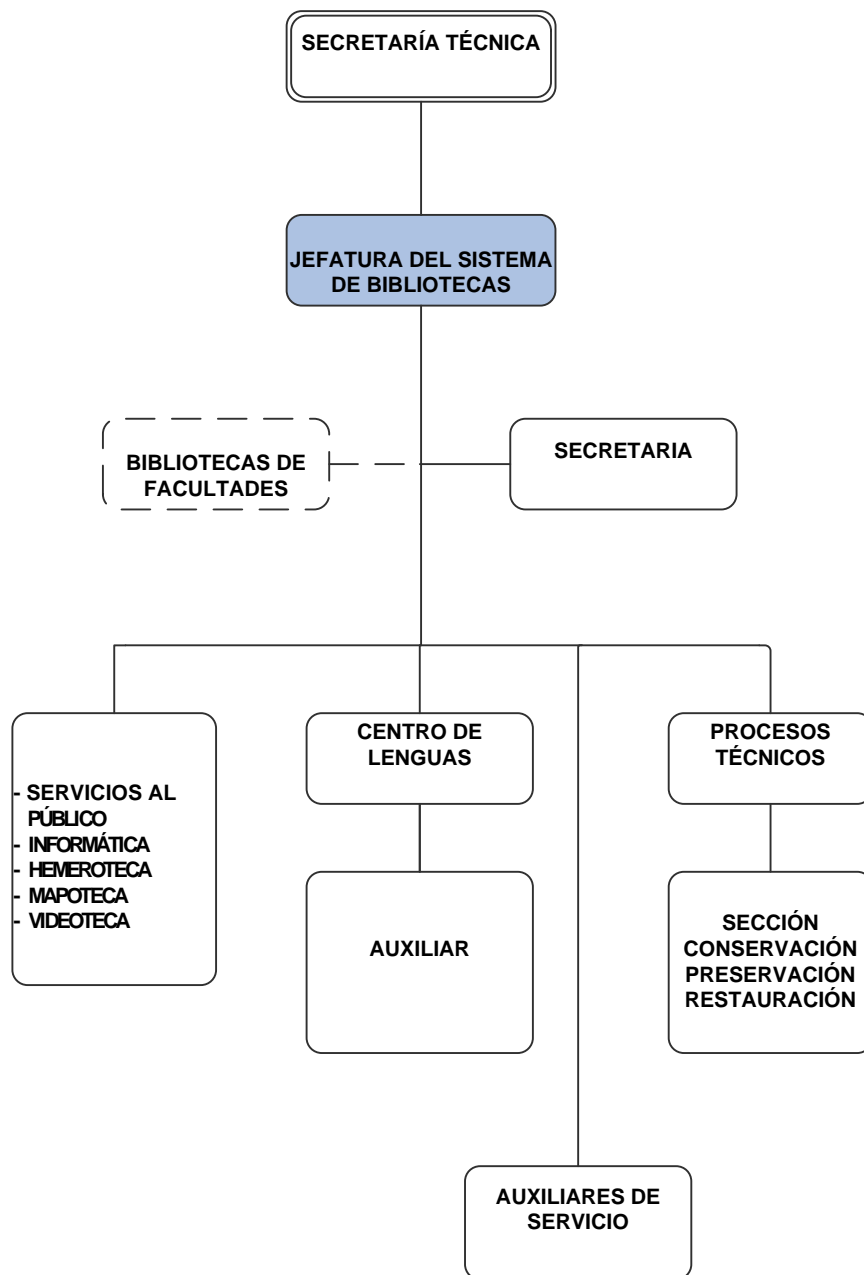 SECRETARÍA TÉCNICA
JEFATURA DEL SISTEMA
DE BIBLIOTECAS
BIBLIOTECAS DE
FACULTADES
SECRETARIA
- SERVICIOS AL
PÚBLICO
- INFORMÁTICA
- HEMEROTECA
- MAPOTECA
- VIDEOTECA
CENTRO DE
LENGUAS
PROCESOS
TÉCNICOS
AUXILIAR
SECCIÓN
CONSERVACIÓN
PRESERVACIÓN
RESTAURACIÓN
AUXILIARES DE
SERVICIO